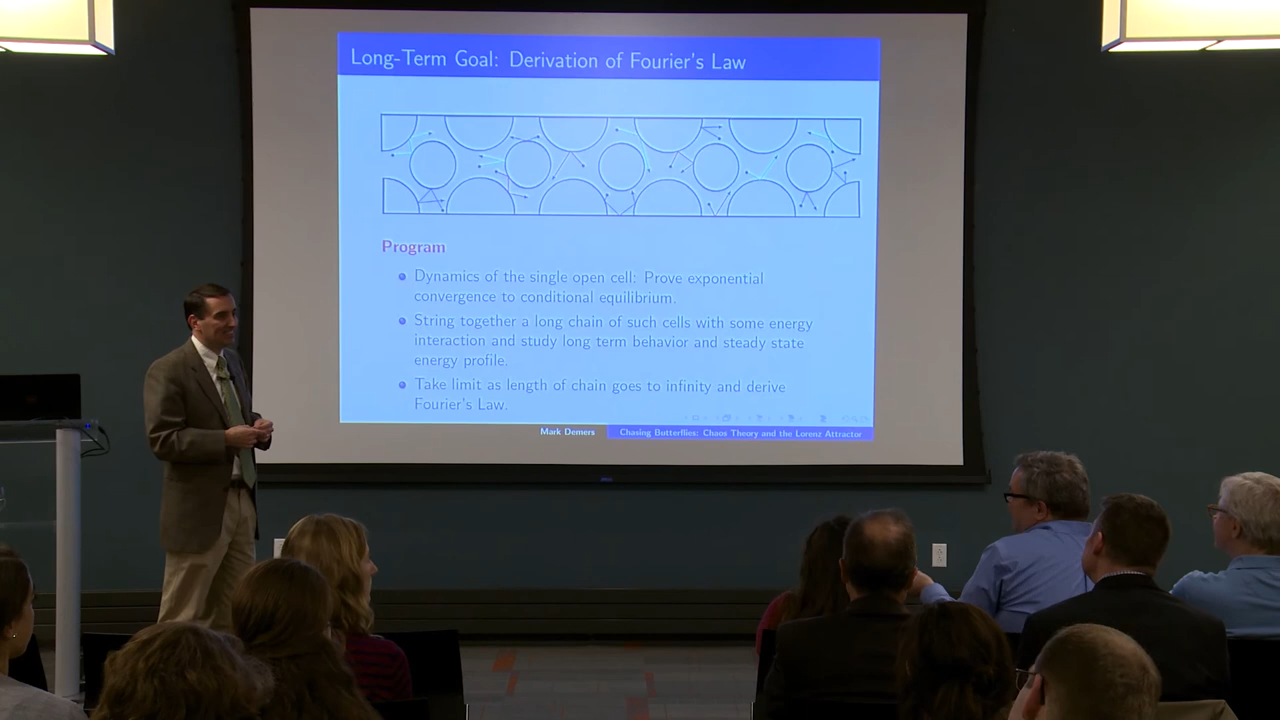 Long-Term Goal: Derivation of Fourier's Law
Program
Dynamics of the single open cell: Prove exponential
convergence to conditional equilibrium.
String together a long chain of such cells with some energy
interaction and study long term behavior and steady state
energy profile.
Take limit as length of chain goes to infinity and derive
Fourier's Law.
Mark Demers Chasing Butterflies: Chaos Theory and the Lorenz Attractor